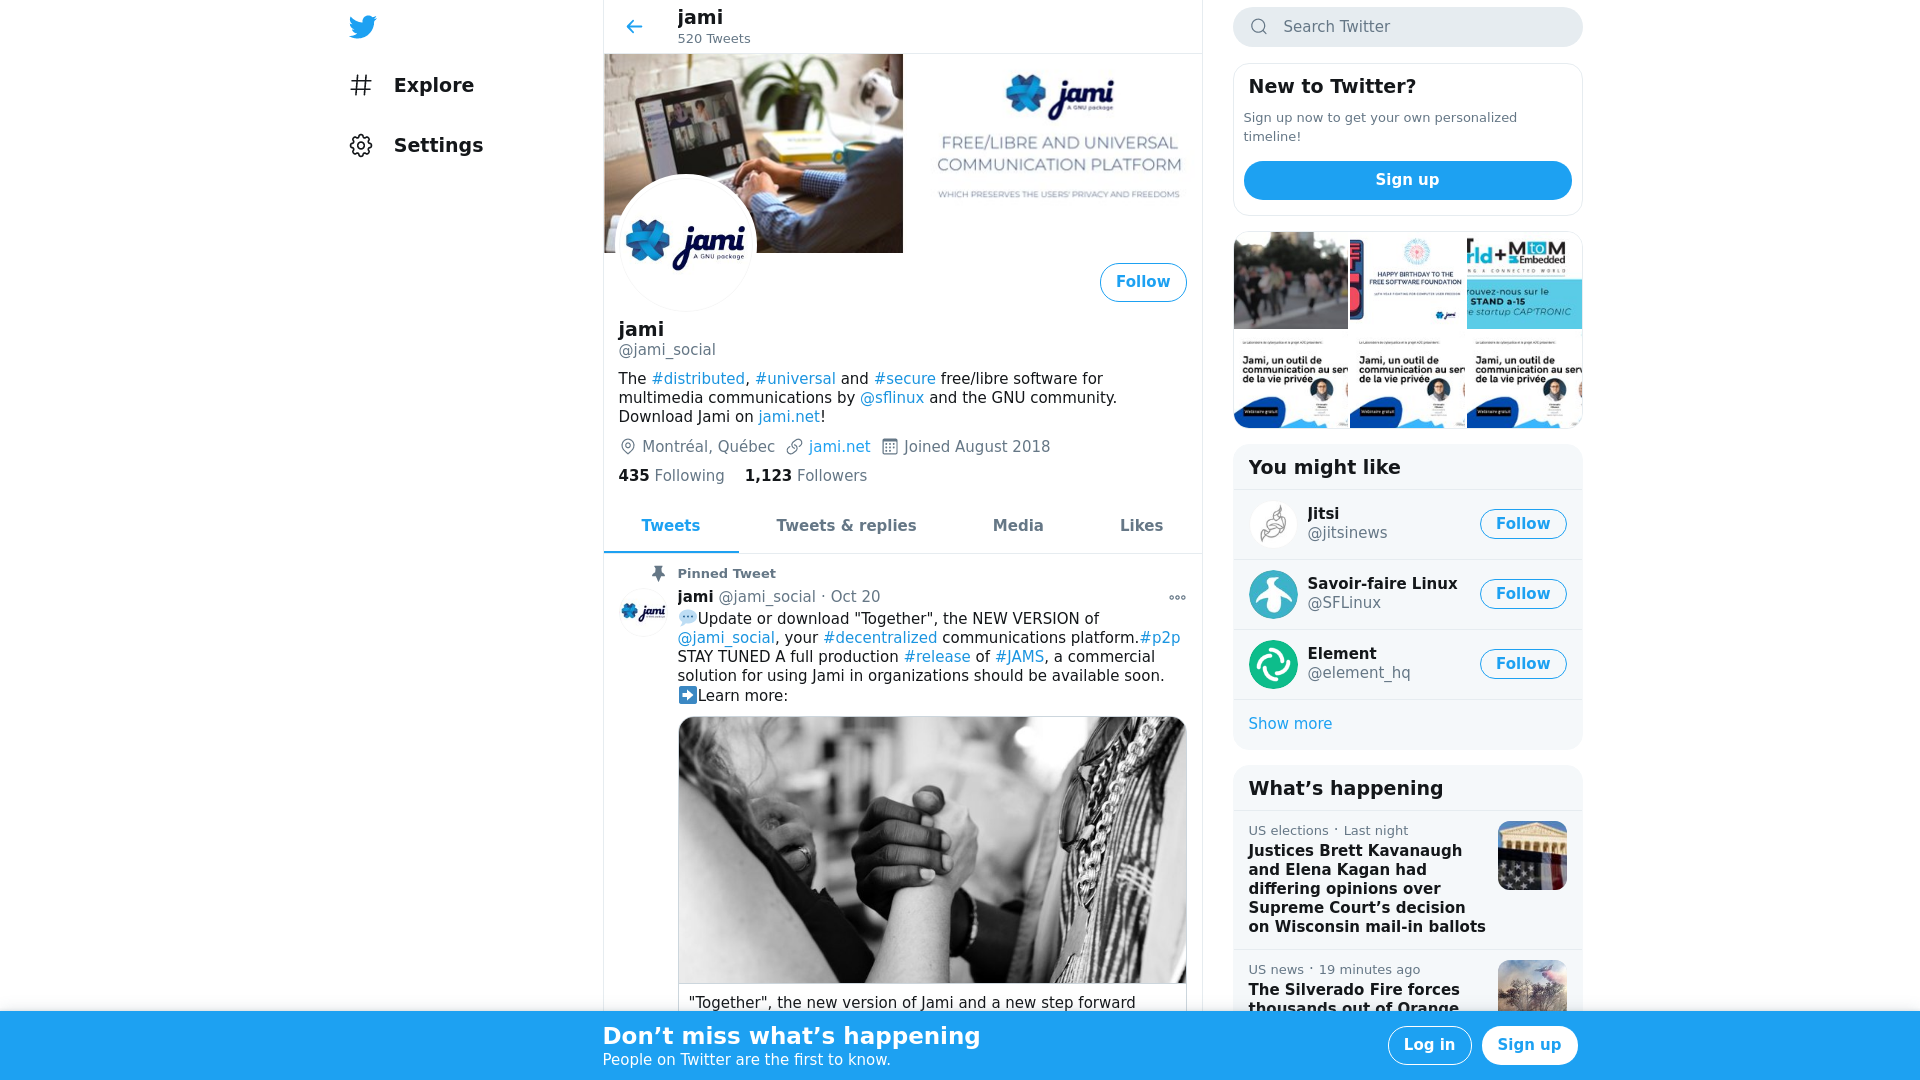 Explore
Settings
jami
520 Tweets
jami
A GNU package
FREE/LIBRE AND UNIVERSAL
COMMUNICATION PLATFORM
WHICH PRESERVES THE USERS' PRIVACY AND FREEDOMS
jami
A GNU package
Follow
jami
@jami_social
The #distributed, #universal and #secure free/libre software for
multimedia communications by @sflinux and the GNU community.
Download Jami on jami.net!
Montréal, Québec jami.net Joined August 2018
435 Following 1,123 Followers
Tweets Tweets & replies Media Likes
Pinned Tweet
jami @jami_social · Oct 20
jami
💬Update or download "Together", the NEW VERSION of
@jami_social, your #decentralized communications platform.#p2p
STAY TUNED A full production #release of #JAMS, a commercial
solution for using Jami in organizations should be available soon.
➡Learn more:
"Together", the new version of Jami and a new step forward
Search Twitter
New to Twitter?
Sign up now to get your own personalized
timeline!
Sign up
HAPPY BIRTHDAY TO THE
FREE SOFTWARE FOUNDATION
jami
rld+MtoM
Embedded
NG A CONNECTED WORLD
rouvez-nous sur le
STAND a-15
e startup CAP'TRONIC
Jami, un outil de
communication au ser
de la vie privée
Webinaire gratuit
Jami, un outil de
communication au ser
de la vie privée
Webinaire gratuit
Jami, un outil de
communication au ser
de la vie privée
Webinaire gratuit
You might like
Jitsi
@jitsinews
Follow
Savoir-faire Linux
@SFLinux
Follow
Element
@element_hq
Follow
Show more
What’s happening
US elections · Last night
Justices Brett Kavanaugh
and Elena Kagan had
differing opinions over
Supreme Court’s decision
on Wisconsin mail-in ballots
US news · 19 minutes ago
The Silverado Fire forces
thousands out of Orange
Don’t miss what’s happening
People on Twitter are the first to know.
Log in
Sign up